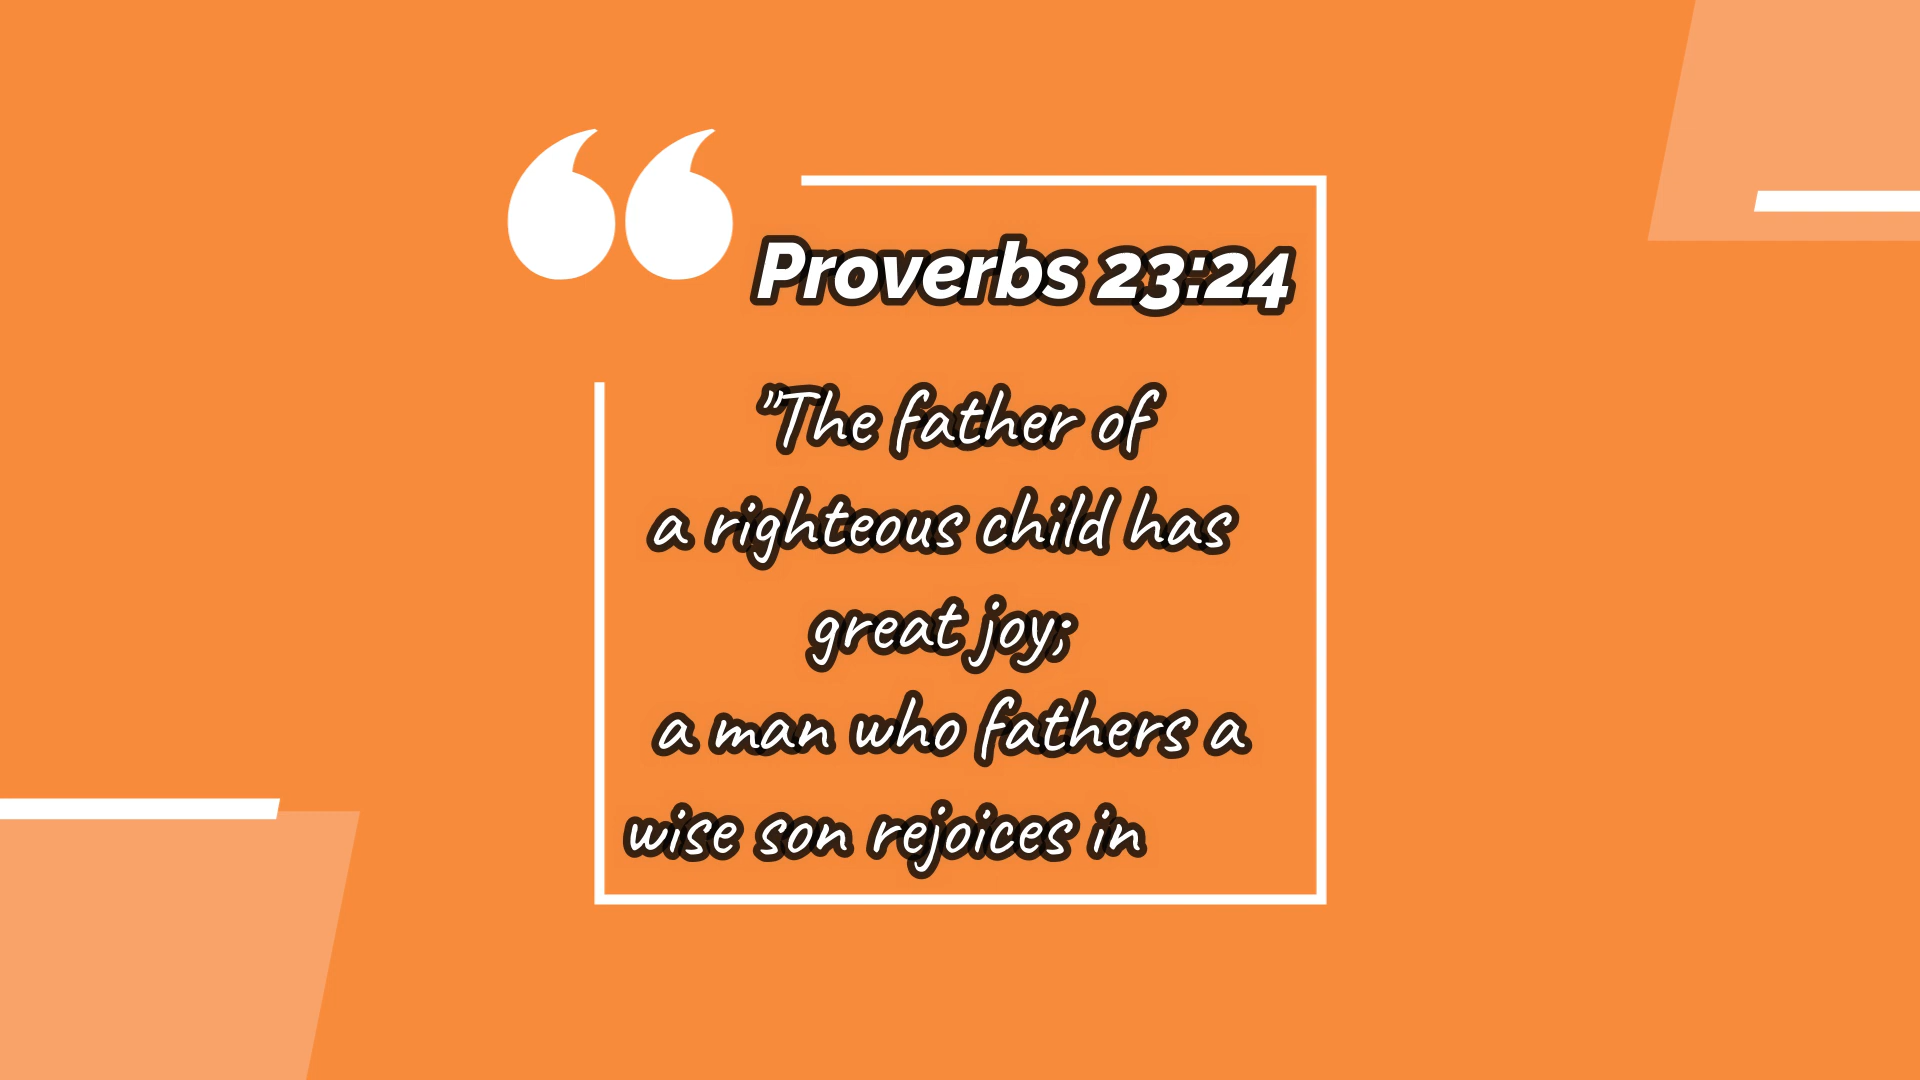 Proverbs 23:24
"The father of
a righteous child has
great joy;
a man who fathers a
wise son rejoices in